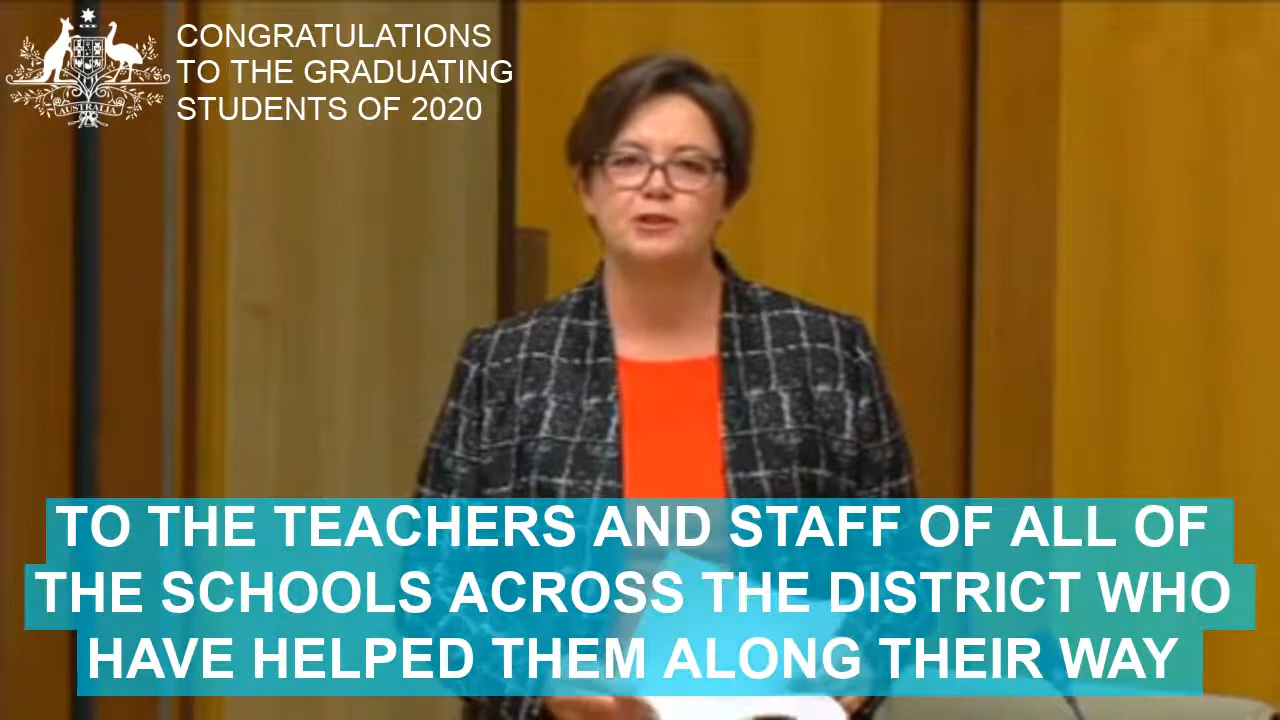 CONGRATULATIONS
TO THE GRADUATING
STUDENTS OF 2020
AUSTRALIA
TO THE TEACHERS AND STAFF OF ALL OF
THE SCHOOLS ACROSS THE DISTRICT WHO
HAVE HELPED THEM ALONG THEIR WAY